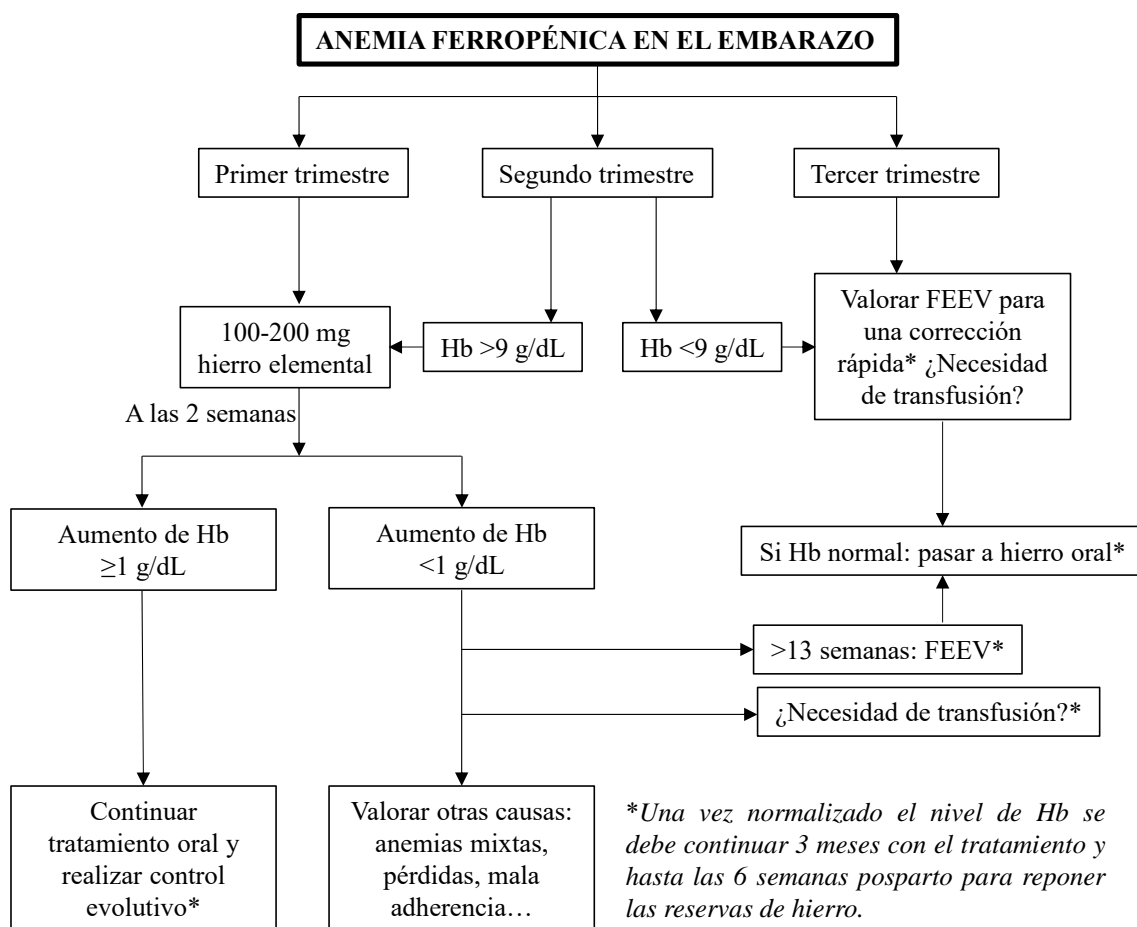 ANEMIA FERROPÉNICA EN EL EMBARAZO
Primer trimestre
Segundo trimestre
Tercer trimestre
100-200 mg
hierro elemental
Hb >9 g/dL
Hb <9 g/dL
Valorar FEEV para
una corrección
rápida* ¿Necesidad
de transfusión?
A las 2 semanas
Aumento de Hb
≥1 g/dL
Aumento de Hb
<1 g/dL
Si Hb normal: pasar a hierro oral*
>13 semanas: FEEV*
¿Necesidad de transfusión?*
Continuar
tratamiento oral y
realizar control
evolutivo*
Valorar otras causas:
anemias mixtas,
pérdidas, mala
adherencia…
*Una vez normalizado el nivel de Hb se
debe continuar 3 meses con el tratamiento y
hasta las 6 semanas posparto para reponer
las reservas de hierro.